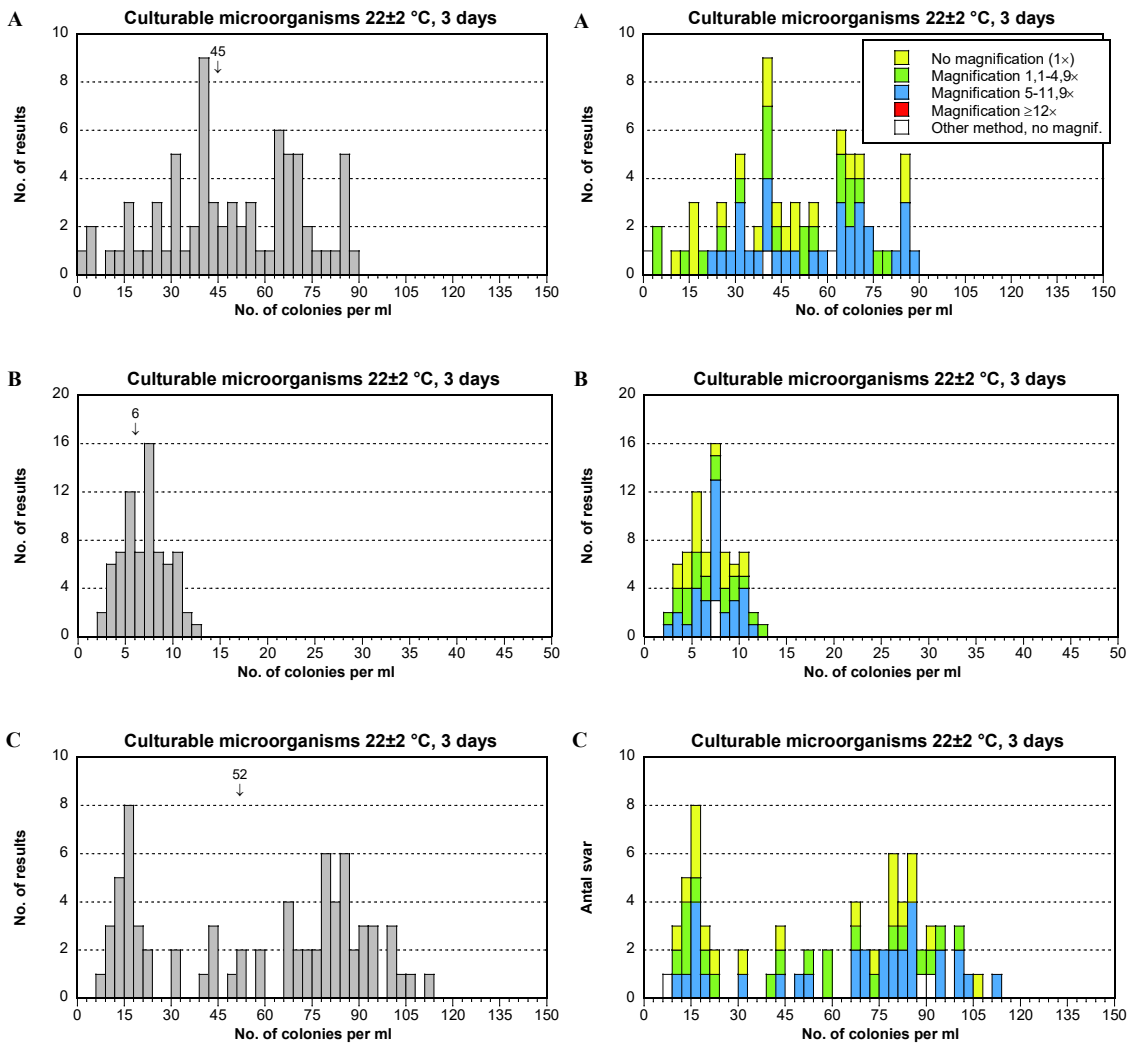 A
Culturable microorganisms 22±2 °C, 3 days
10
8
6
4
2
0
No. of results
45
↓
0 15 30 45 60 75 90 105 120 135 150
No. of colonies per ml
A
Culturable microorganisms 22±2 °C, 3 days
10
8
6
4
2
0
No. of results
No magnification (1×)
Magnification 1,1-4,9×
Magnification 5-11,9×
Magnification ≥12×
Other method, no magnif.
0 15 30 45 60 75 90 105 120 135 150
No. of colonies per ml
B
Culturable microorganisms 22±2 °C, 3 days
20
16
12
8
4
0
No. of results
6
↓
0 5 10 15 20 25 30 35 40 45 50
No. of colonies per ml
B
Culturable microorganisms 22±2 °C, 3 days
20
16
12
8
4
0
No. of results
0 5 10 15 20 25 30 35 40 45 50
No. of colonies per ml
C
Culturable microorganisms 22±2 °C, 3 days
10
8
6
4
2
0
No. of results
52
↓
0 15 30 45 60 75 90 105 120 135 150
No. of colonies per ml
C
Culturable microorganisms 22±2 °C, 3 days
10
8
6
4
2
0
Antal svar
0 15 30 45 60 75 90 105 120 135 150
No. of colonies per ml